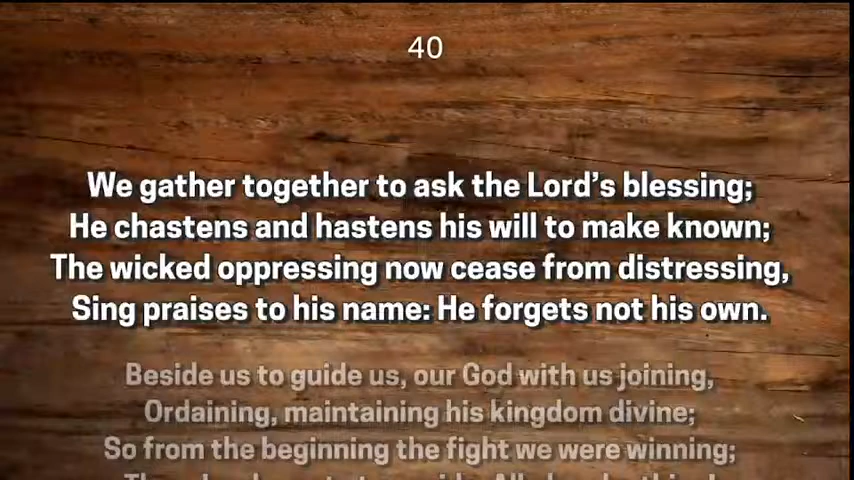 40
We gather together to ask the Lord's blessing;
He chastens and hastens his will to make known;
The wicked oppressing now cease from distressing,
Sing praises to his name: He forgets not his own.
Beside us to guide us, our God with us joining,
Ordaining, maintaining his kingdom divine;
So from the beginning the fight we were winning;